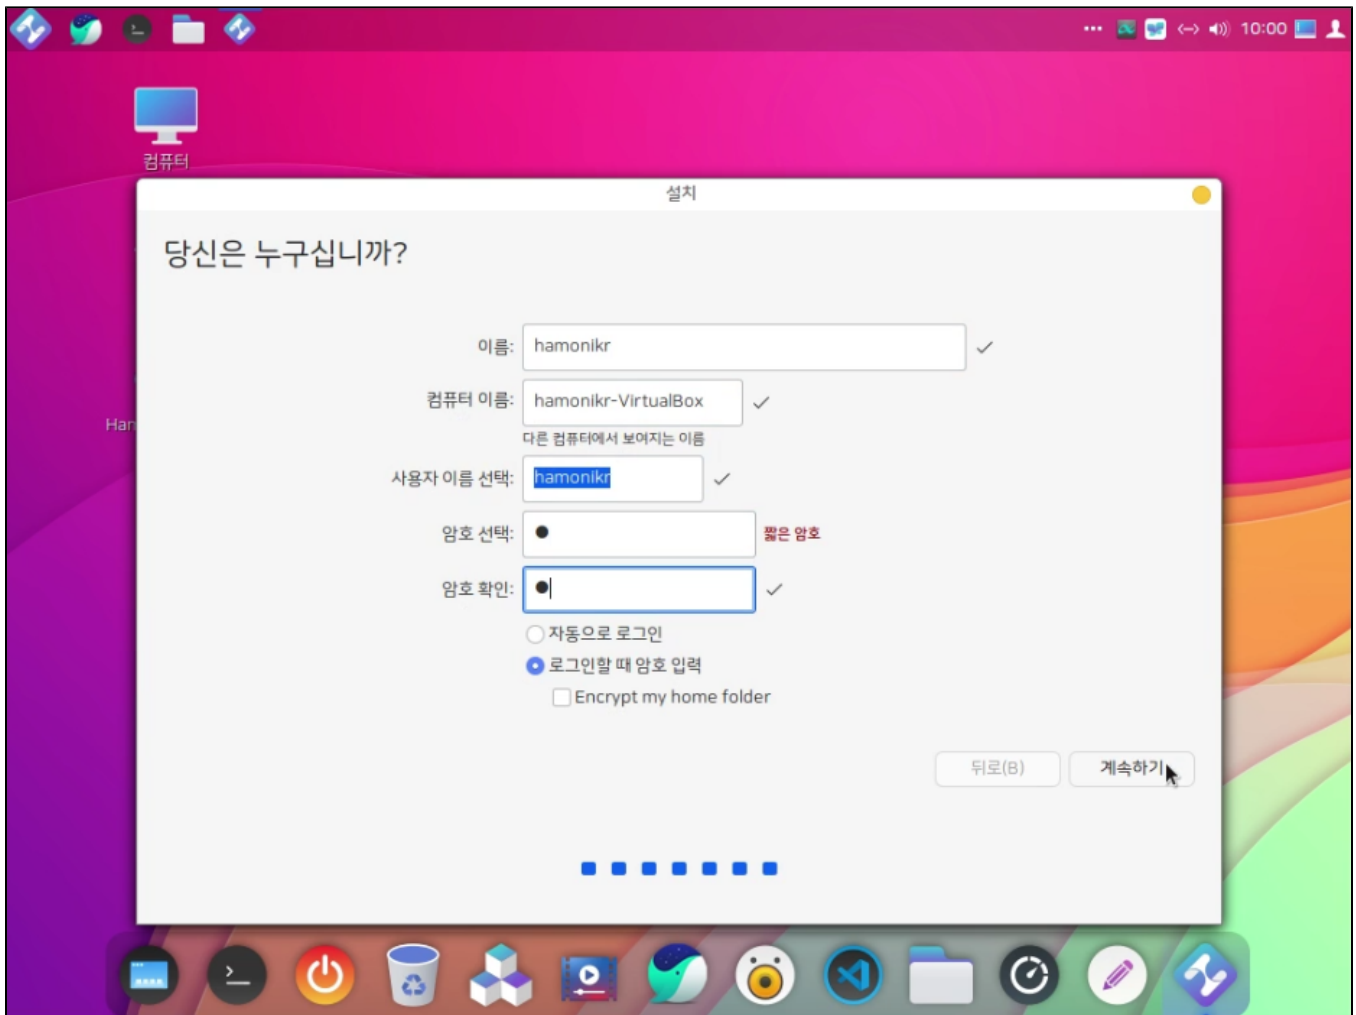 10:00
컴퓨터
설치
당신은 누구십니까?
이름: hamonikr
컴퓨터 이름: hamonikr-VirtualBox
다른 컴퓨터에서 보여지는 이름
Han
사용자 이름 선택: hamonikr
암호 선택: ● 짧은 암호
암호 확인: ●
자동으로 로그인
로그인할 때 암호 입력
Encrypt my home folder
뒤로(B) 계속하기